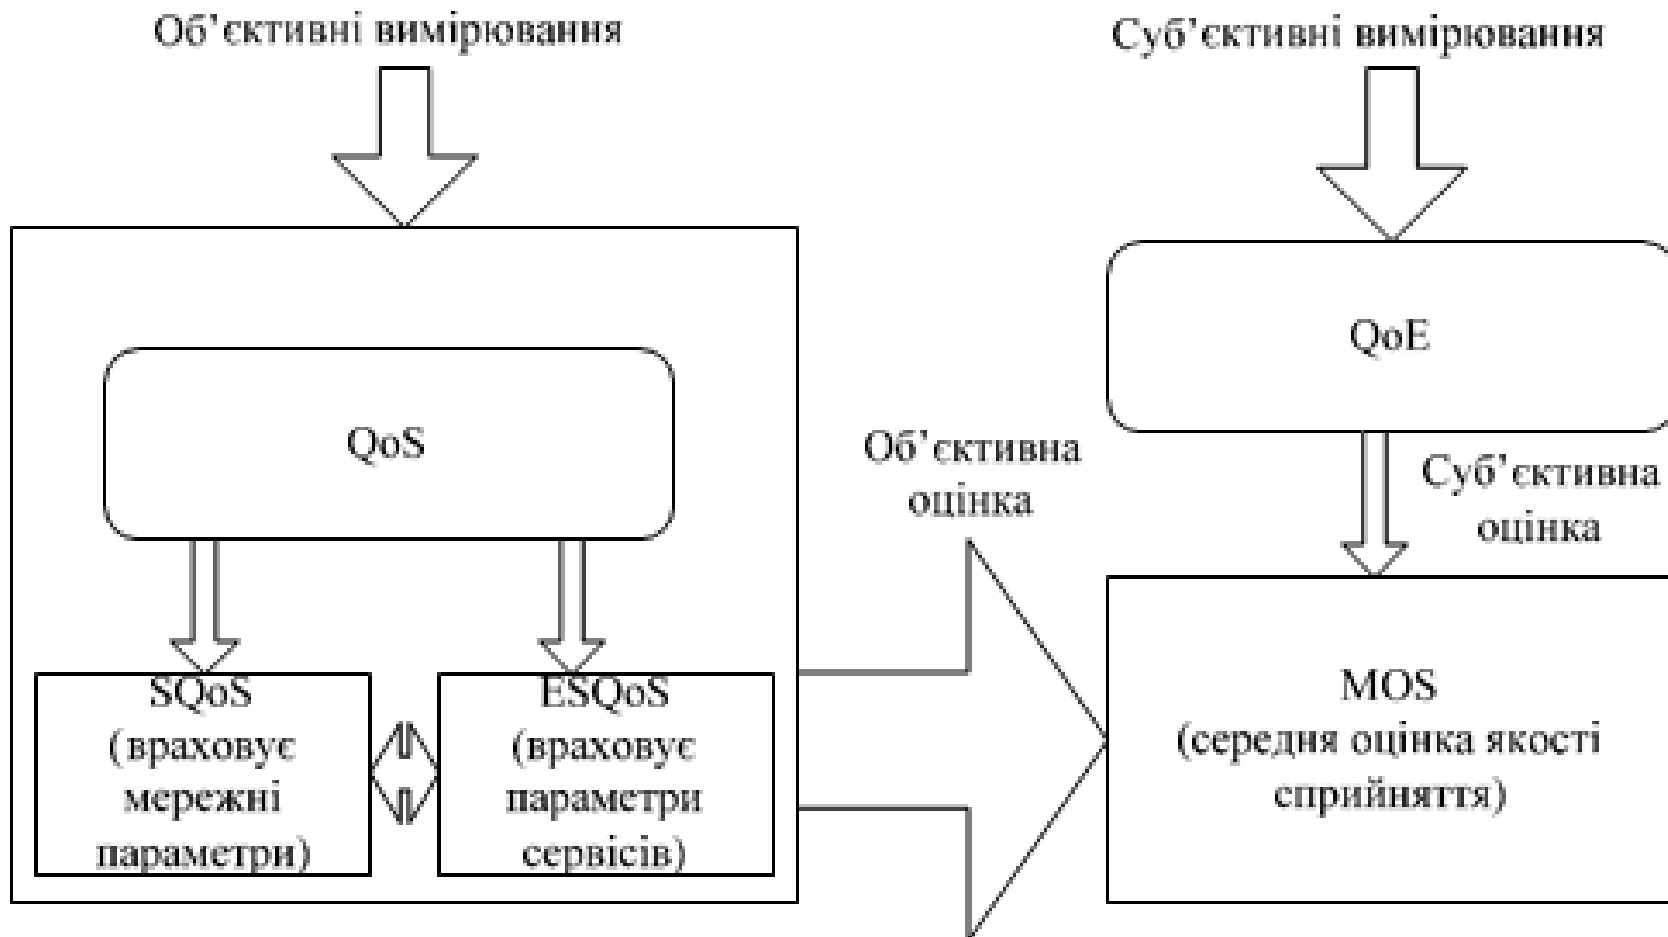 Об’єктивні вимірювання
Суб’єктивні вимірювання
QoS
SQoS
(враховує
мережні
параметри)
ESQoS
(враховує
параметри
сервісів)
Об’єктивна
оцінка
QoE
Суб’єктивна
оцінка
MOS
(середня оцінка якості
сприйняття)